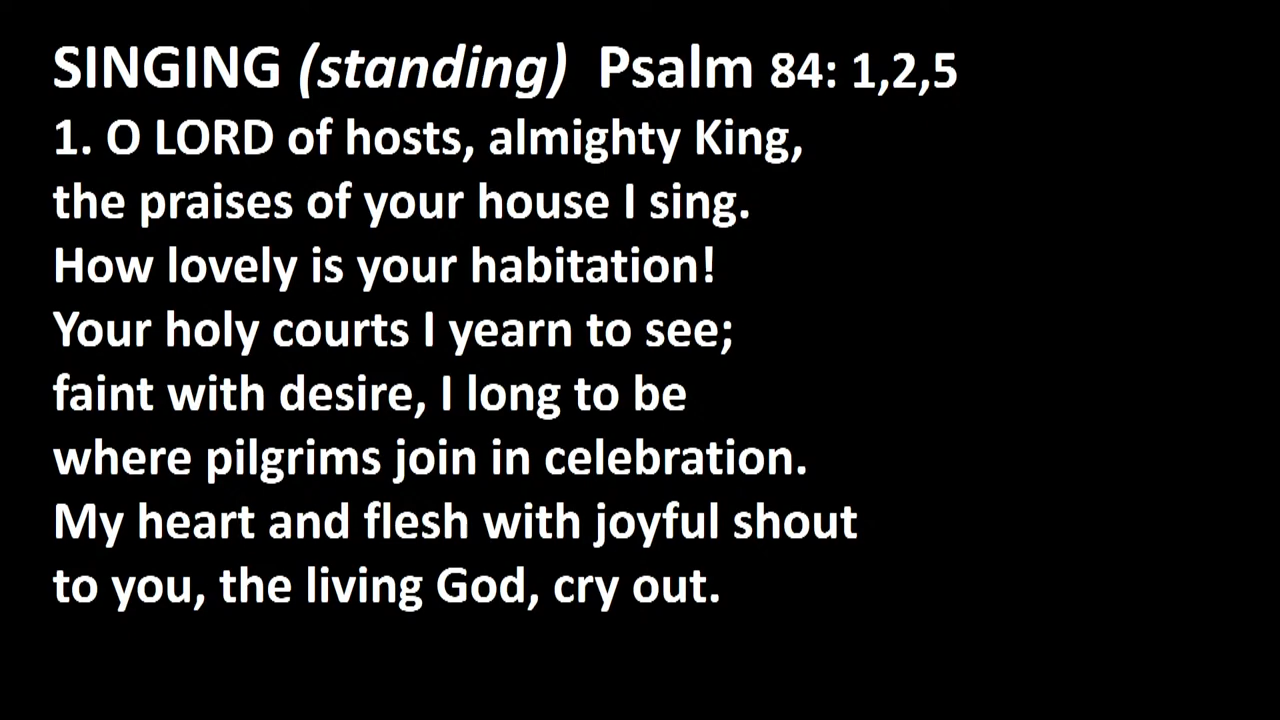 SINGING (standing) Psalm 84: 1,2,5
1. O LORD of hosts, almighty King,
the praises of your house I sing.
How lovely is your habitation!
Your holy courts I yearn to see;
faint with desire, I long to be
where pilgrims join in celebration.
My heart and flesh with joyful shout
to you, the living God, cry out.